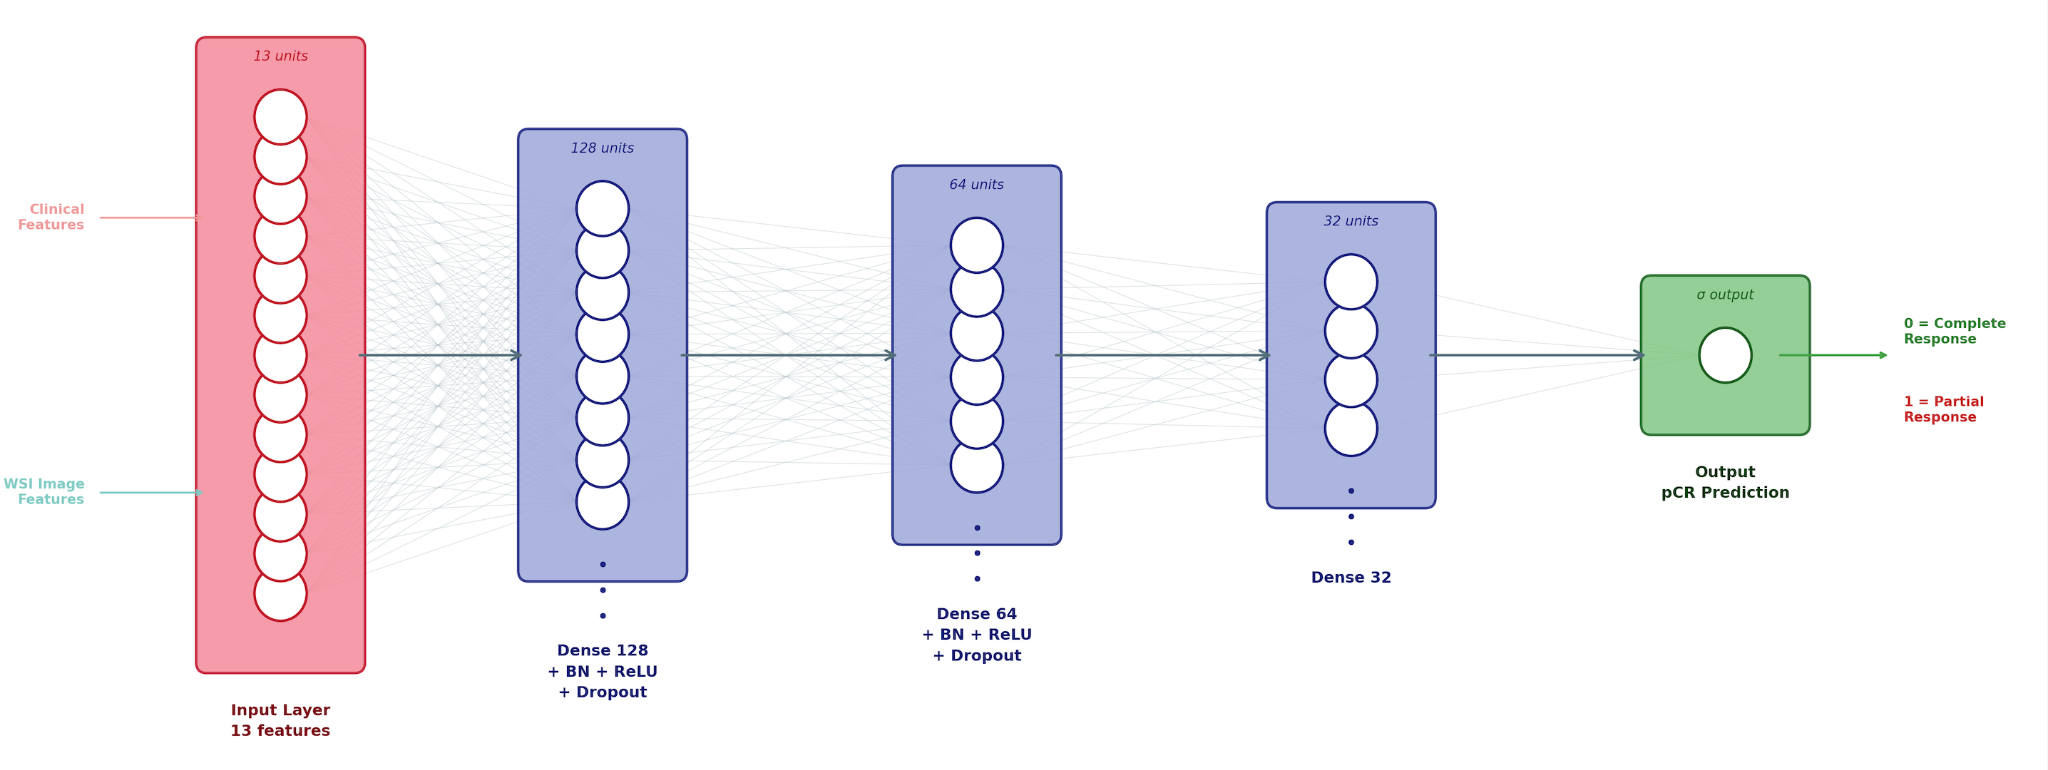 13 units
Clinical
Features
WSI Image
Features
Input Layer
13 features
128 units
Dense 128
+ BN + ReLU
+ Dropout
64 units
Dense 64
+ BN + ReLU
+ Dropout
32 units
Dense 32
σ output
Output
pCR Prediction
0 = Complete
Response
1 = Partial
Response